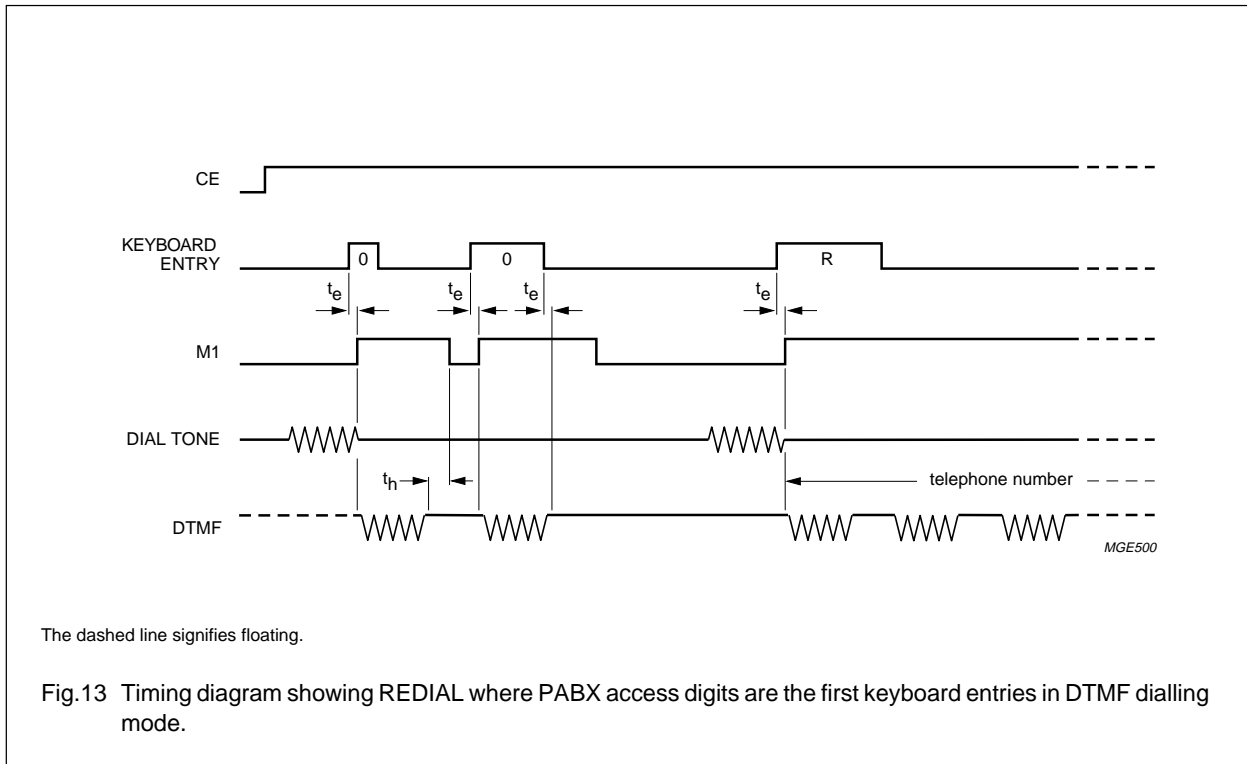 CE
KEYBOARD
ENTRY
0
0
R
te
te
te
te
M1
DIAL TONE
th
telephone number
DTMF
MGE500
The dashed line signifies floating.
Fig.13 Timing diagram showing REDIAL where PABX access digits are the first keyboard entries in DTMF dialling
mode.